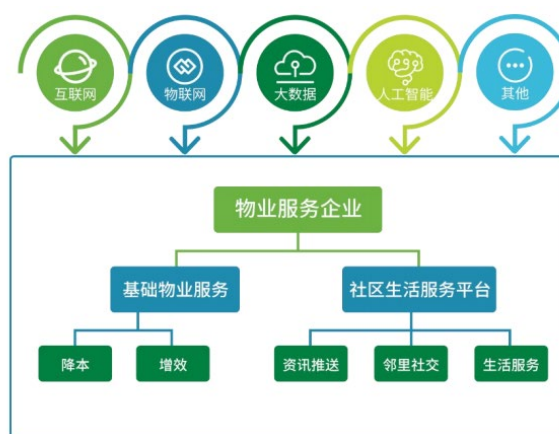 互联网
物联网
大数据
人工智能
其他
物业服务企业
基础物业服务
社区生活服务平台
降本
增效
资讯推送
邻里社交
生活服务